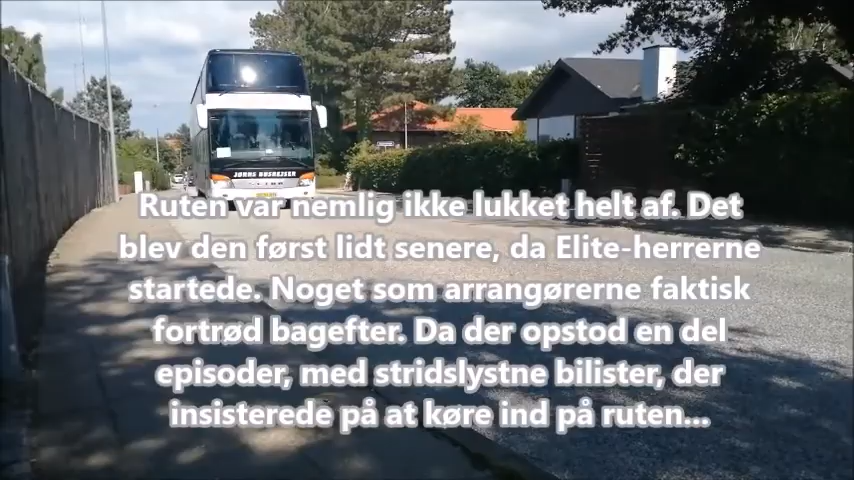 JØRNS BUSREJSER
Ruten var nemlig ikke lukket helt af. Det
blev den først lidt senere, da Elite-herrerne
startede. Noget som arrangørerne faktisk
fortrød bagefter. Da der opstod en del
episoder, med stridslystne bilister, der
insisterede på at køre ind på ruten...